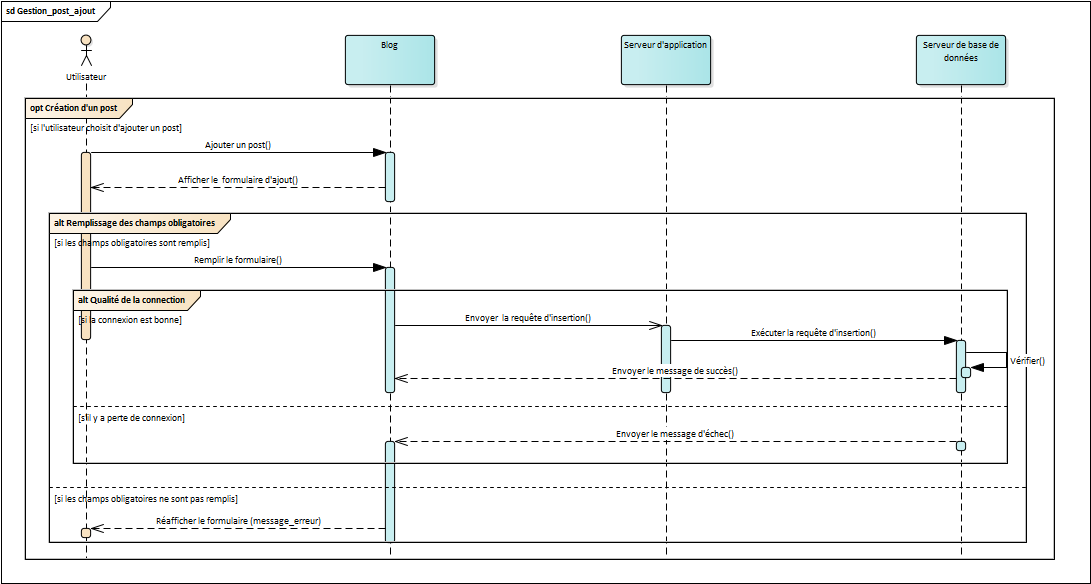 sd Gestion_post_ajout
Utilisateur
Blog
Serveur d'application
Serveur de base de
données
opt Création d'un post
[si l'utilisateur choisit d'ajouter un post]
Ajouter un post()
Afficher le formulaire d'ajout()
alt Remplissage des champs obligatoires
[si les champs obligatoires sont remplis]
Remplir le formulaire()
alt Qualité de la connection
[si la connexion est bonne]
Envoyer la requête d'insertion()
Exécuter la requête d'insertion()
Vérifier()
Envoyer le message de succès()
[s'il y a perte de connexion]
Envoyer le message d'échec()
[si les champs obligatoires ne sont pas remplis]
Réafficher le formulaire (message_erreur)